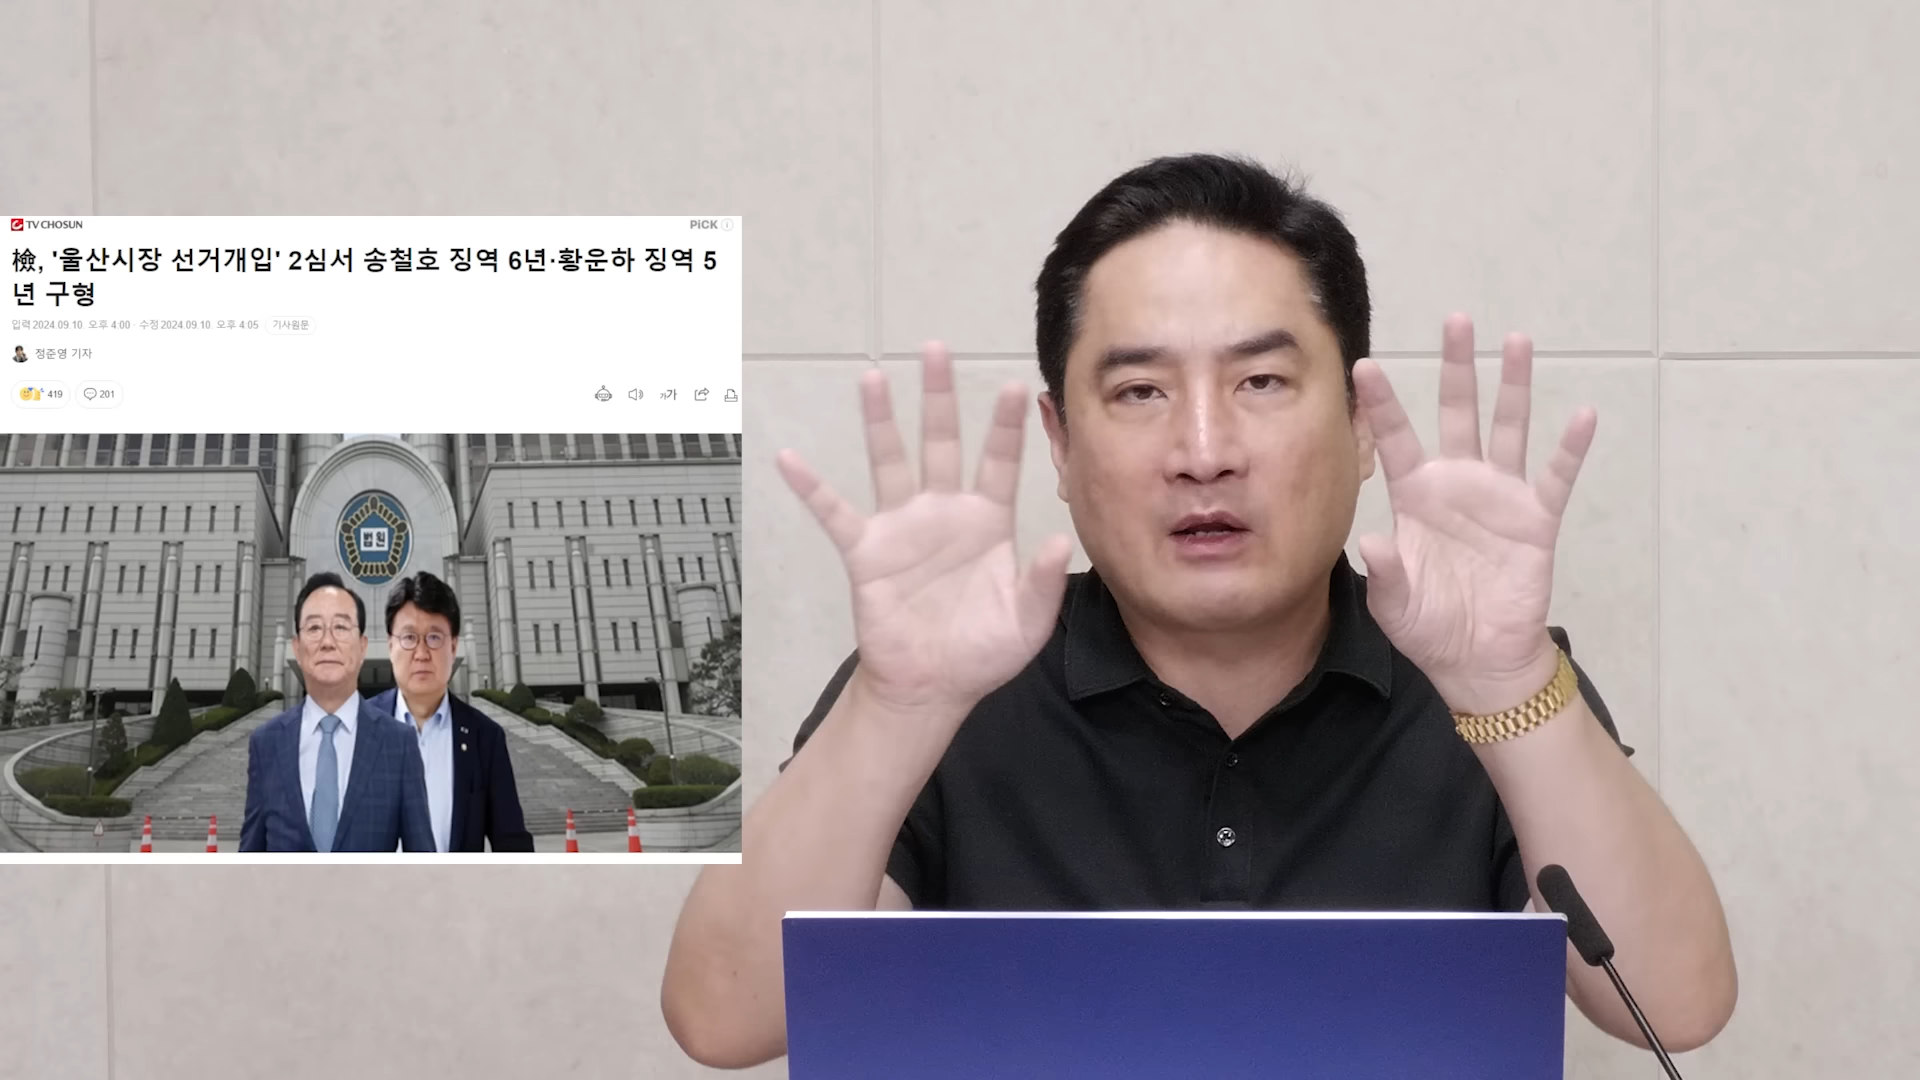 TV CHOSUN
PiCK
檢, '울산시장 선거개입' 2심서 송철호 징역 6년·황운하 징역 5
년 구형
입력 2024.09.10. 오후 4:00 · 수정 2024.09.10. 오후 4:05 기사원문
정준영 기자
419 201
가가
법원